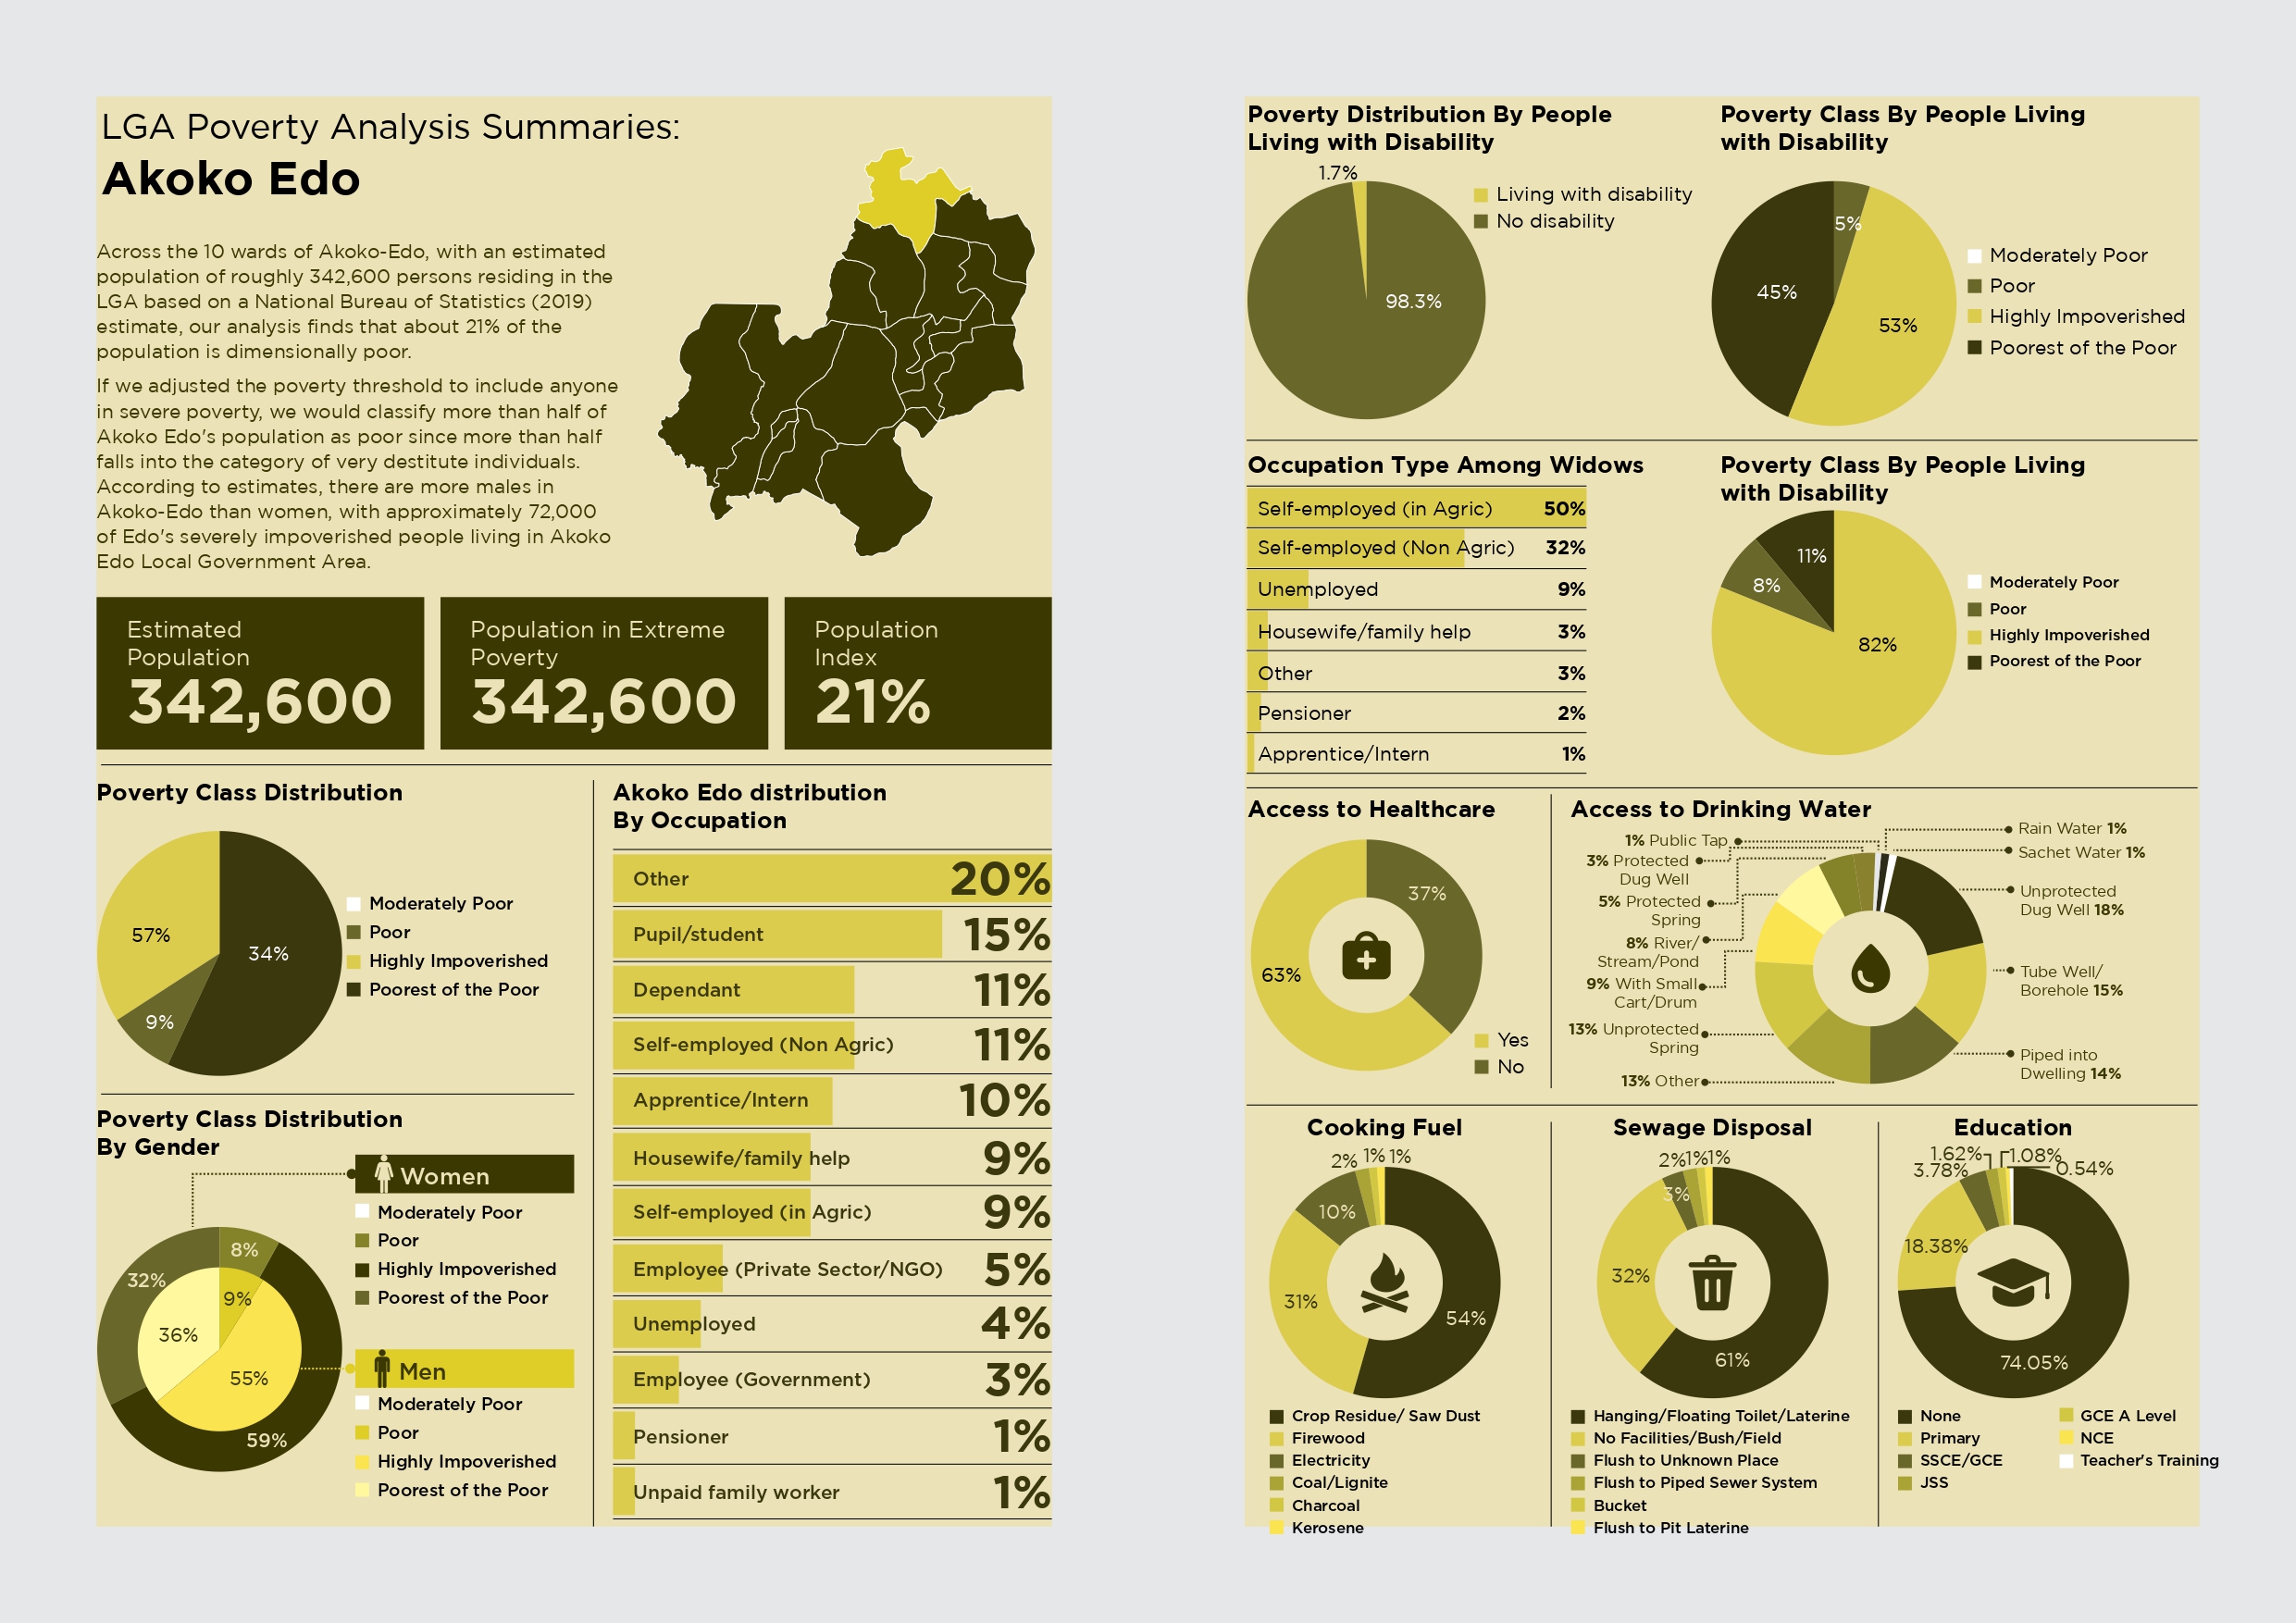 LGA Poverty Analysis Summaries:
Akoko Edo
Across the 10 wards of Akoko-Edo, with an estimated
population of roughly 342,600 persons residing in the
LGA based on a National Bureau of Statistics (2019)
estimate, our analysis finds that about 21% of the
population is dimensionally poor.
If we adjusted the poverty threshold to include anyone
in severe poverty, we would classify more than half of
Akoko Edo's population as poor since more than half
falls into the category of very destitute individuals.
According to estimates, there are more males in
Akoko-Edo than women, with approximately 72,000
of Edo's severely impoverished people living in Akoko
Edo Local Government Area.
Estimated
Population
342,600
Population in Extreme
Poverty
342,600
Population
Index
21%
Poverty Class Distribution
57%
34%
9%
Moderately Poor
Poor
Highly Impoverished
Poorest of the Poor
Poverty Class Distribution
By Gender
Women
Moderately Poor
Poor
Highly Impoverished
Poorest of the Poor
8%
32%
9%
36%
55%
59%
Men
Moderately Poor
Poor
Highly Impoverished
Poorest of the Poor
Akoko Edo distribution
By Occupation
Other 20%
Pupil/student 15%
Dependant 11%
Self-employed (Non Agric) 11%
Apprentice/Intern 10%
Housewife/family help 9%
Self-employed (in Agric) 9%
Employee (Private Sector/NGO) 5%
Unemployed 4%
Employee (Government) 3%
Pensioner 1%
Unpaid family worker 1%
Poverty Distribution By People
Living with Disability
1.7%
98.3%
Living with disability
No disability
Poverty Class By People Living
with Disability
5%
45%
53%
Moderately Poor
Poor
Highly Impoverished
Poorest of the Poor
Occupation Type Among Widows
Self-employed (in Agric) 50%
Self-employed (Non Agric) 32%
Unemployed 9%
Housewife/family help 3%
Other 3%
Pensioner 2%
Apprentice/Intern 1%
Poverty Class By People Living
with Disability
11%
8%
82%
Moderately Poor
Poor
Highly Impoverished
Poorest of the Poor
Access to Healthcare
37%
63%
Yes
No
Access to Drinking Water
1% Public Tap
3% Protected
Dug Well
5% Protected
Spring
8% River/
Stream/Pond
9% With Small
Cart/Drum
13% Unprotected
Spring
13% Other
Rain Water 1%
Sachet Water 1%
Unprotected
Dug Well 18%
Tube Well/
Borehole 15%
Piped into
Dwelling 14%
Cooking Fuel
2% 1% 1%
10%
31%
54%
Crop Residue/ Saw Dust
Firewood
Electricity
Coal/Lignite
Charcoal
Kerosene
Sewage Disposal
2% 1% 1%
3%
32%
61%
Hanging/Floating Toilet/Laterine
No Facilities/Bush/Field
Flush to Unknown Place
Flush to Piped Sewer System
Bucket
Flush to Pit Laterine
Education
1.62% 1.08%
3.78% 0.54%
18.38%
74.05%
None
Primary
SSCE/GCE
JSS
GCE A Level
NCE
Teacher's Training